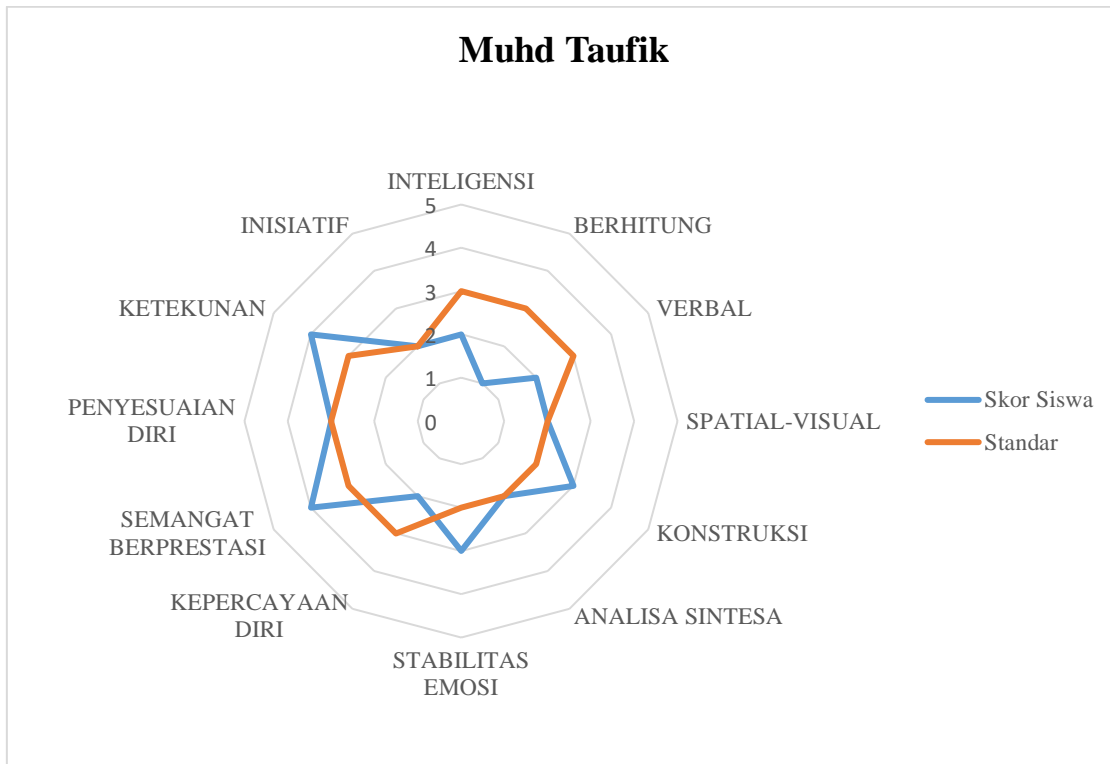 Muhd Taufik
INTELIGENSI
BERHITUNG
VERBAL
SPATIAL-VISUAL
KONSTRUKSI
ANALISA SINTESA
STABILITAS
EMOSI
KEPERCAYAAN
DIRI
SEMANGAT
BERPRESTASI
PENYESUAIAN
DIRI
KETEKUNAN
INISIATIF
5
4
3
2
1
0
Skor Siswa
Standar